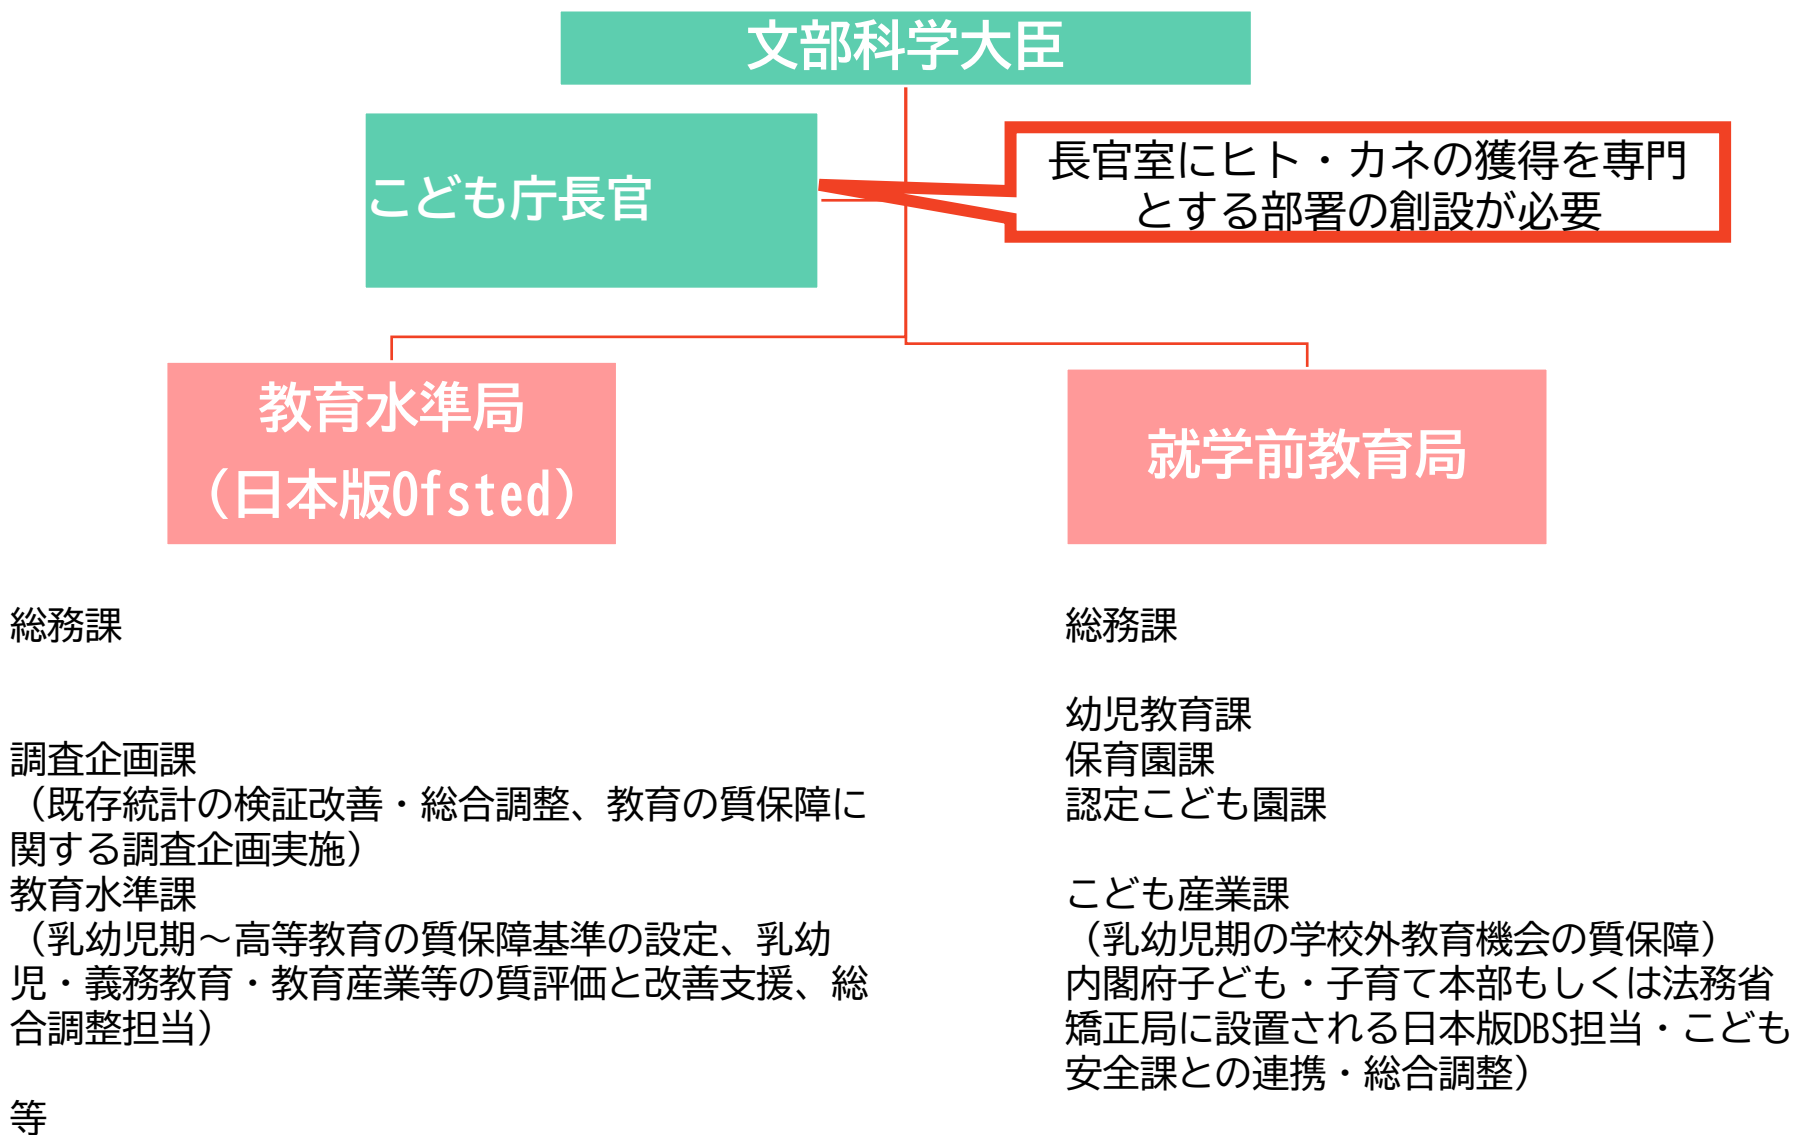 文部科学大臣
こども庁長官
長官室にヒト・カネの獲得を専門
とする部署の創設が必要
教育水準局
（日本版Ofsted）
就学前教育局
総務課
調査企画課
（既存統計の検証改善・総合調整、教育の質保障に
関する調査企画実施）
教育水準課
（乳幼児期～高等教育の質保障基準の設定、乳幼
児・義務教育・教育産業等の質評価と改善支援、総
合調整担当）
等
総務課
幼児教育課
保育園課
認定こども園課
こども産業課
（乳幼児期の学校外教育機会の質保障）
内閣府子ども・子育て本部もしくは法務省
矯正局に設置される日本版DBS担当・こども
安全課との連携・総合調整）